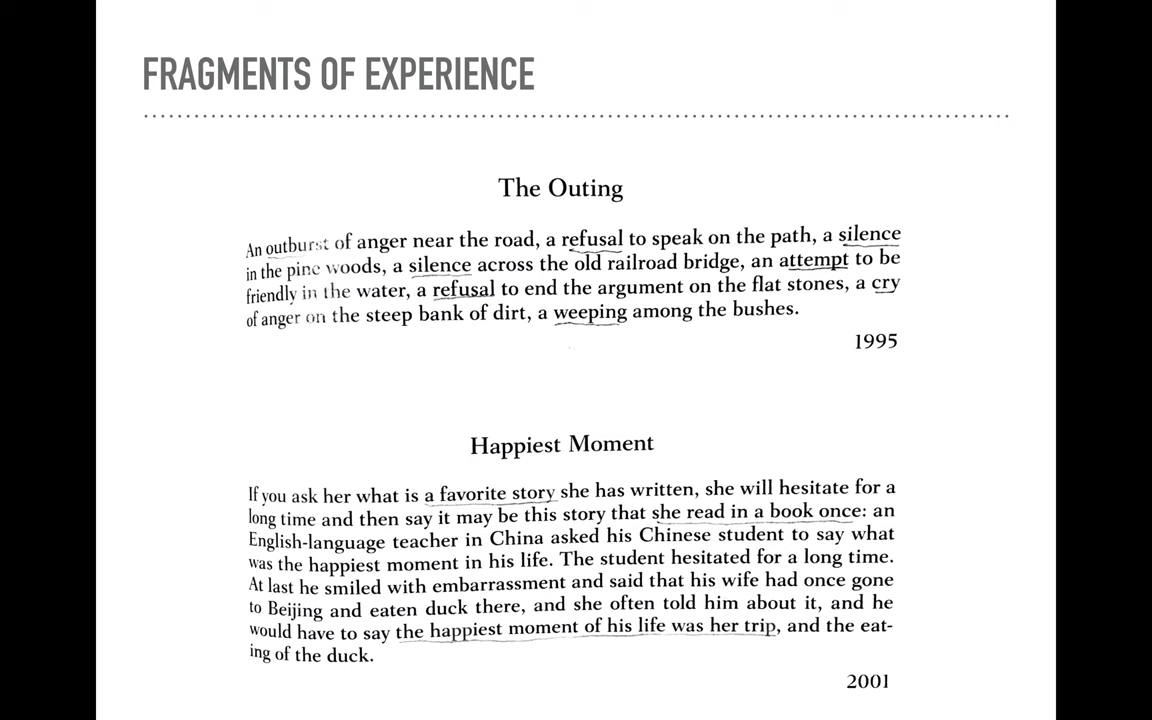 FRAGMENTS OF EXPERIENCE
The Outing
An outburst of anger near the road, a refusal to speak on the path, a silence
in the pine woods, a silence across the old railroad bridge, an attempt to be
friendly in the water, a refusal to end the argument on the flat stones, a cry
of anger on the steep bank of dirt, a weeping among the bushes.
1995
Happiest Moment
If you ask her what is a favorite story she has written, she will hesitate for a
long time and then say it may be this story that she read in a book once: an
English-language teacher in China asked his Chinese student to say what
was the happiest moment in his life. The student hesitated for a long time.
At last he smiled with embarrassment and said that his wife had once gone
to Beijing and eaten duck there, and she often told him about it, and he
would have to say the happiest moment of his life was her trip, and the eat-
ing of the duck.
2001